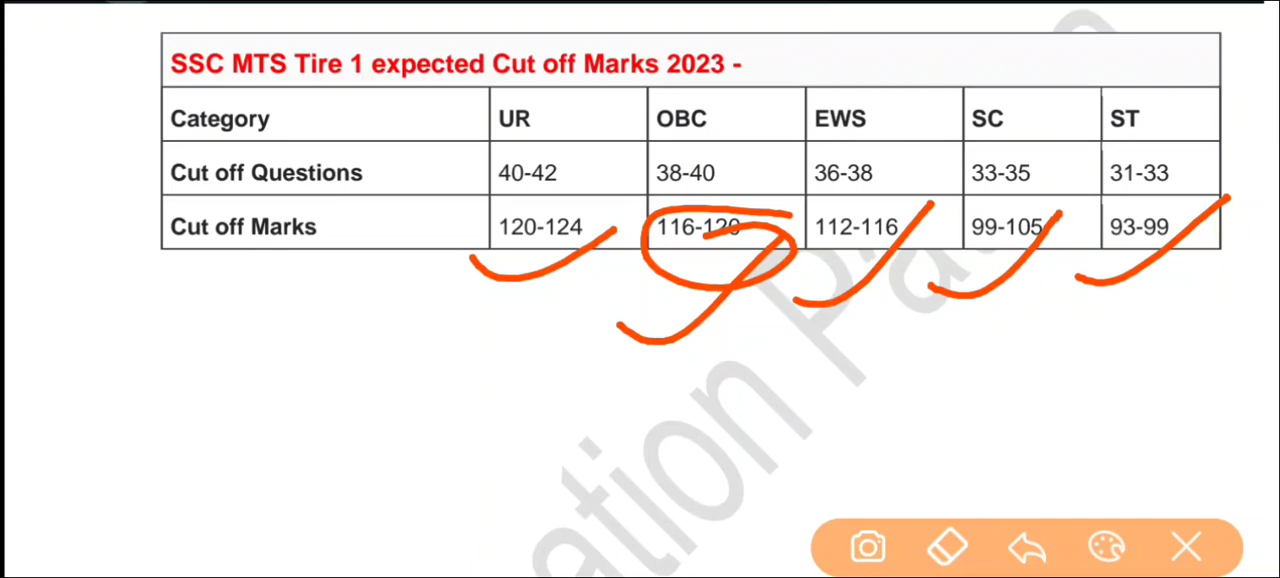 SSC MTS Tire 1 expected Cut off Marks 2023 -
Category UR OBC EWS SC ST
Cut off Questions 40-42 38-40 36-38 33-35 31-33
Cut off Marks 120-124 116-120 112-116 99-105 93-99